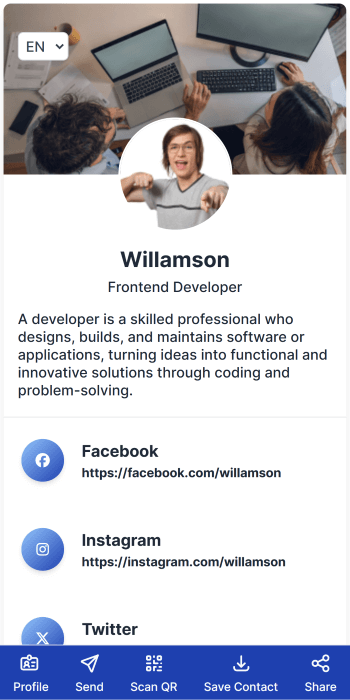 EN
Willamson
Frontend Developer
A developer is a skilled professional who
designs, builds, and maintains software or
applications, turning ideas into functional and
innovative solutions through coding and
problem-solving.
Facebook
https://facebook.com/willamson
Instagram
https://instagram.com/willamson
Twitter
Profile
Send
Scan QR
Save Contact
Share